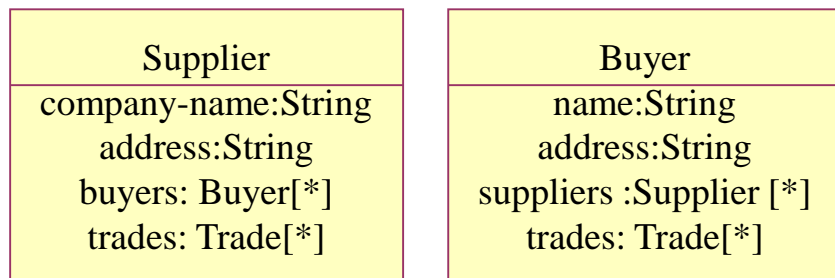 Supplier
company-name:String
address:String
buyers: Buyer[*]
trades: Trade[*]
Buyer
name:String
address:String
suppliers :Supplier [*]
trades: Trade[*]